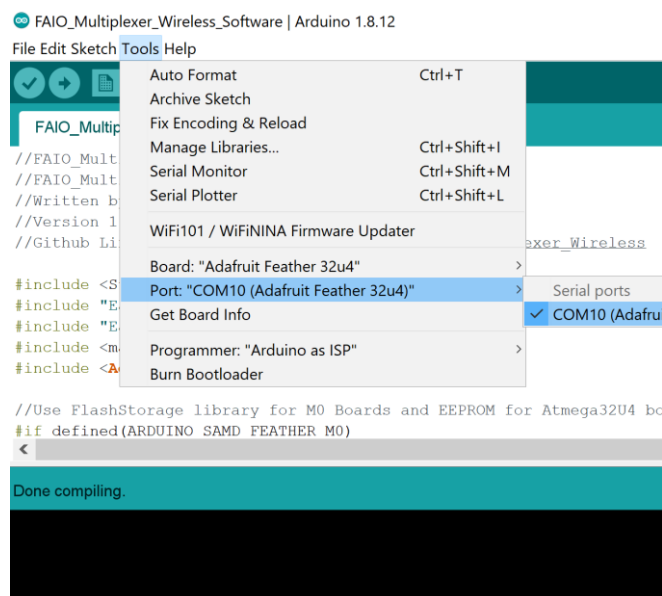 FAIO_Multiplexer_Wireless_Software | Arduino 1.8.12
File Edit Sketch Tools Help
Auto Format Ctrl+T
Archive Sketch
Fix Encoding & Reload
Manage Libraries... Ctrl+Shift+I
Serial Monitor Ctrl+Shift+M
Serial Plotter Ctrl+Shift+L
WiFi101 / WiFiNINA Firmware Updater
Board: "Adafruit Feather 32u4"
Port: "COM10 (Adafruit Feather 32u4)"
Get Board Info
Programmer: "Arduino as ISP"
Burn Bootloader
Serial ports
COM10 (Adafru
FAIO_Multip
//FAIO_Mult
//FAIO_Mult
//Written b
//Version 1
//Github Li exer_Wireless
#include <S
#include "E
#include "E
#include <m
#include <A
//Use FlashStorage library for M0 Boards and EEPROM for Atmega32U4 bo
#if defined(ARDUINO_SAMD_FEATHER_M0)
Done compiling.